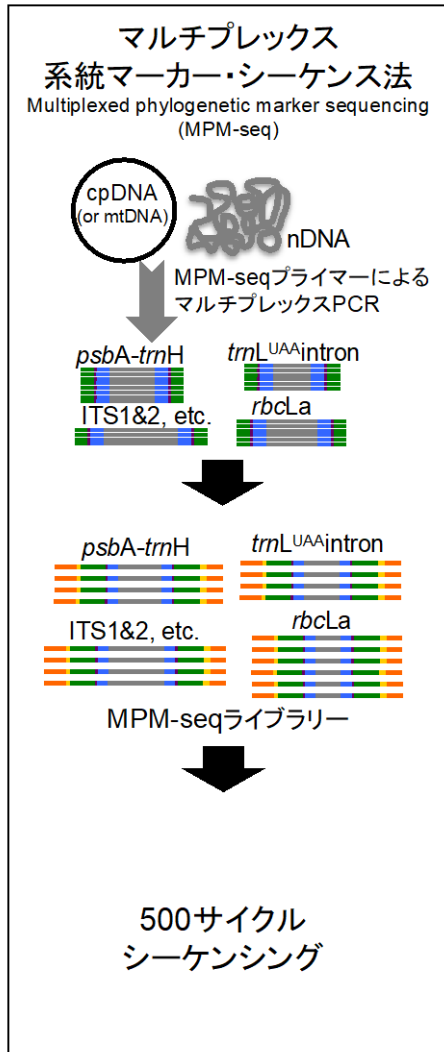 マルチプレックス
系統マーカー・シーケンス法
Multiplexed phylogenetic marker sequencing
(MPM-seq)
cpDNA
(or mtDNA)
nDNA
MPM-seqプライマーによる
マルチプレックスPCR
psbA-trnH
trnLUAAintron
ITS1&2, etc.
rbcLa
psbA-trnH
trnLUAAintron
ITS1&2, etc.
rbcLa
MPM-seqライブラリー
500サイクル
シーケンシング